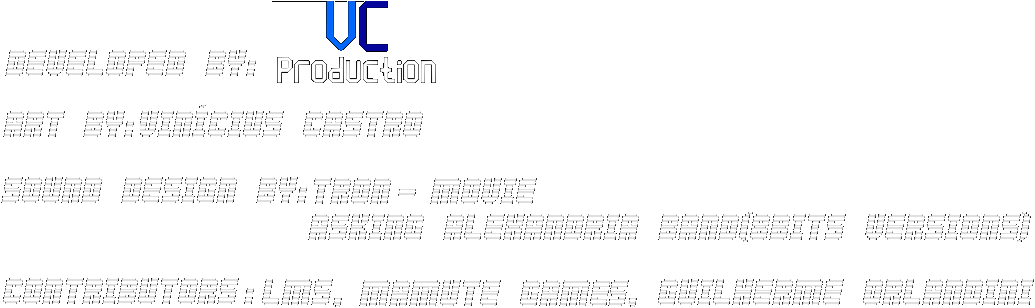 VC
DEVELOPED BY: Production
ART BY:VINÍCIUS CASTRO
SOUND DESIGN BY:TRON - MOVIE
ASKING ALEXANDRIA BAND(8BITS VERSIONS)
CONTRIBUTORS:LMS, MAMUTE GAMES, GUILHERME